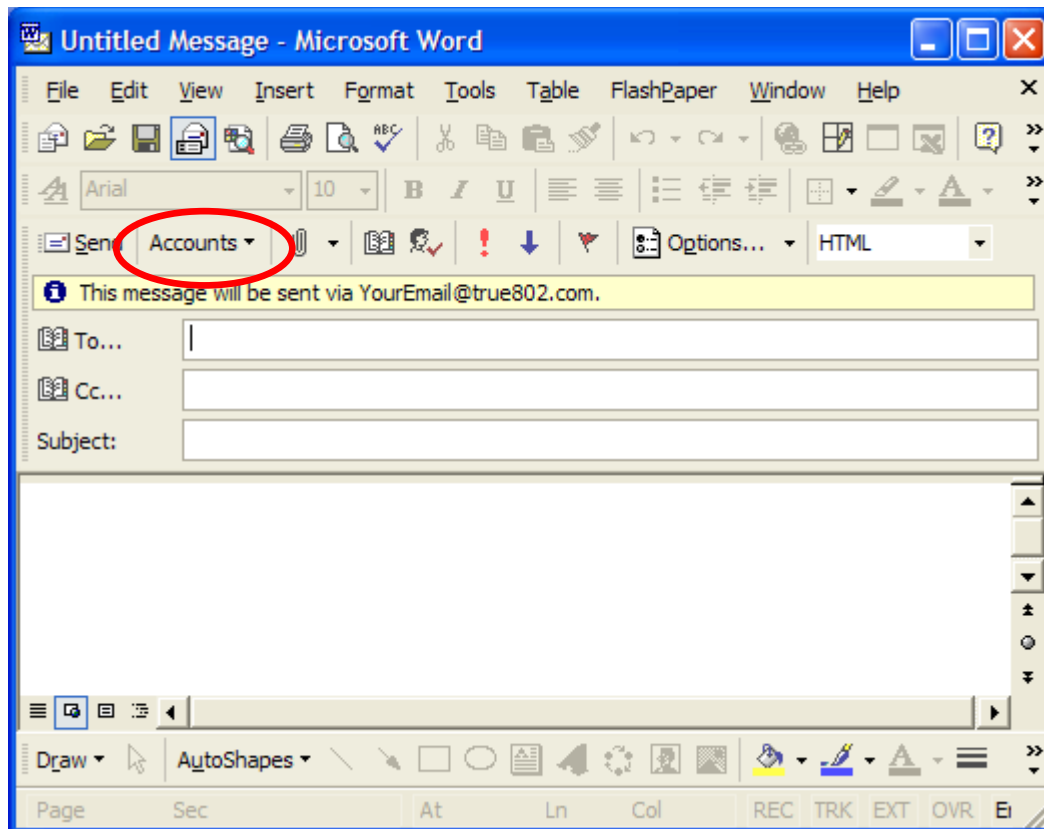 Untitled Message - Microsoft Word
File Edit View Insert Format Tools Table FlashPaper Window Help
ABC
Arial 10 B I U A
Send Accounts Options... HTML
This message will be sent via YourEmail@true802.com.
To...
Cc...
Subject:
Draw AutoShapes A
Page Sec At Ln Col REC TRK EXT OVR